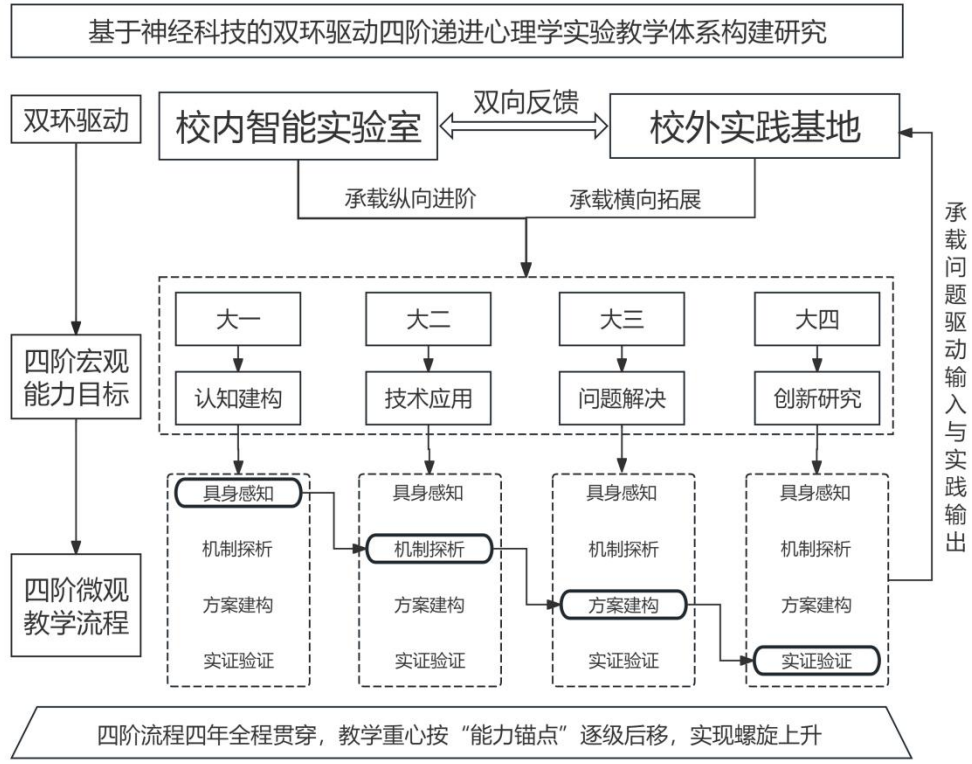 基于神经科技的双环驱动四阶递进心理学实验教学体系构建研究
双环驱动
校内智能实验室
双向反馈
校外实践基地
承载纵向进阶
承载横向拓展
承载问题驱动输入与实践输出
四阶宏观
能力目标
大一
大二
大三
大四
认知建构
技术应用
问题解决
创新研究
四阶微观
教学流程
具身感知
具身感知
具身感知
具身感知
机制探析
机制探析
机制探析
机制探析
方案建构
方案建构
方案建构
方案建构
实证验证
实证验证
实证验证
实证验证
四阶流程四年全程贯穿，教学重心按“能力锚点”逐级后移，实现螺旋上升